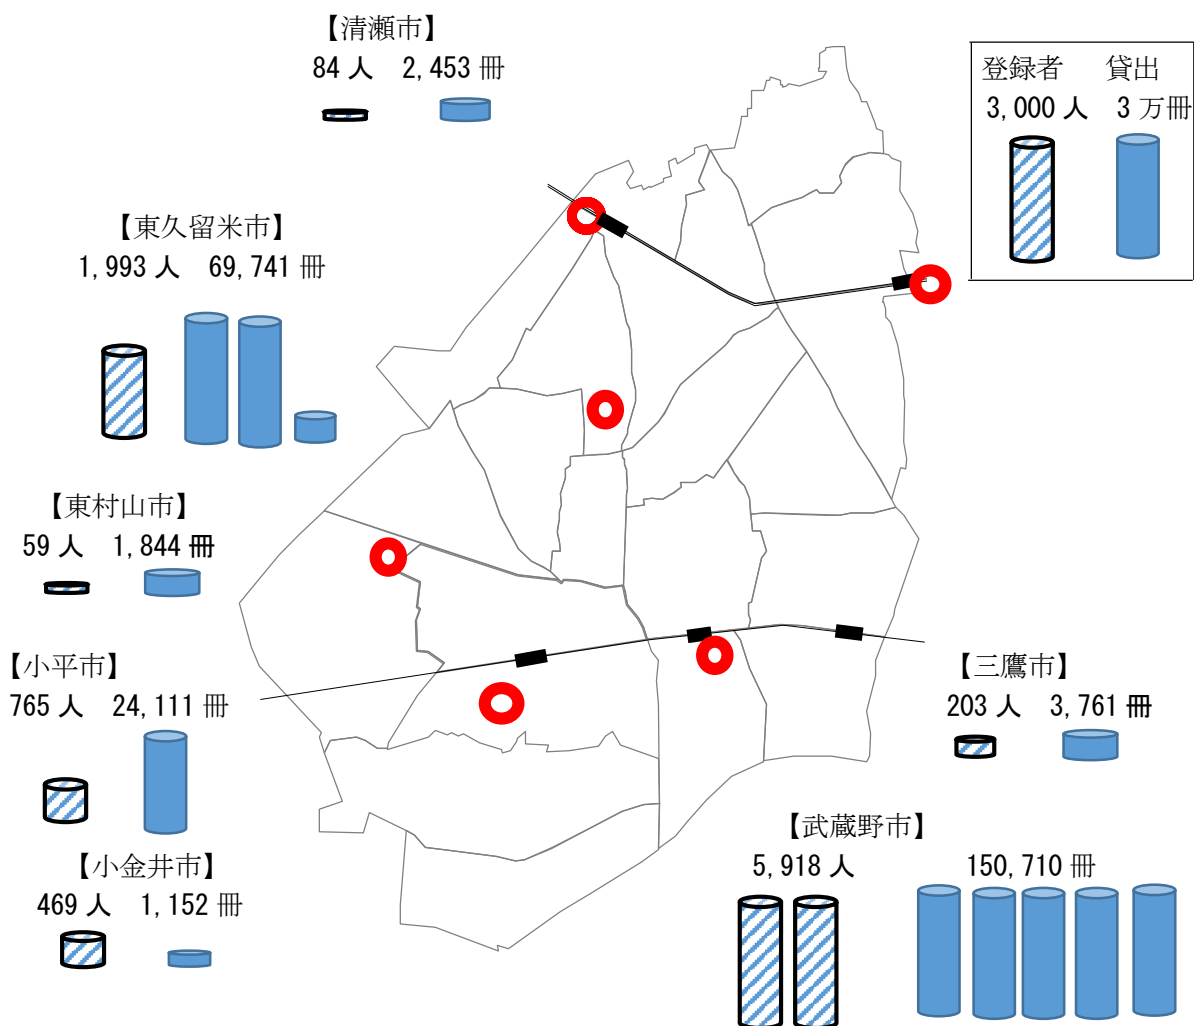 【清瀬市】
84 人 2,453 冊
登録者 貸出
3,000 人 3 万冊
【東久留米市】
1,993 人 69,741 冊
【東村山市】
59 人 1,844 冊
【小平市】
765 人 24,111 冊
【三鷹市】
203 人 3,761 冊
【小金井市】
469 人 1,152 冊
【武蔵野市】
5,918 人 150,710 冊